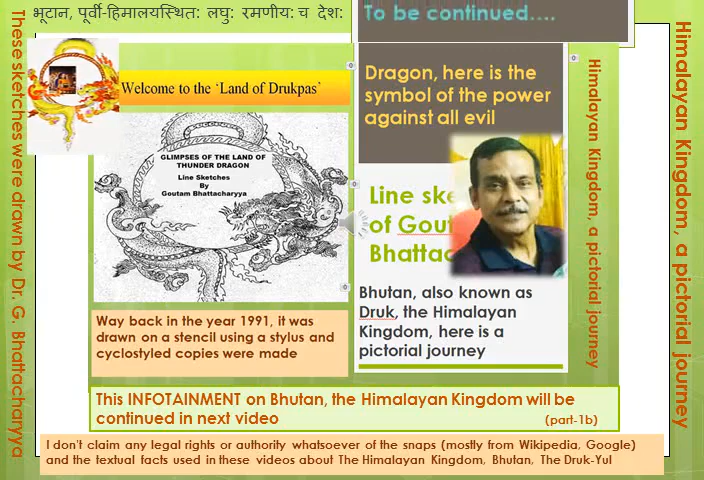 भूटान, पूर्वी-हिमालयस्थित: लघु: रमणीय: च देश:
To be continued....
These sketches were drawn by Dr. G. Bhattacharyya
Welcome to the 'Land of Drukpas'
GLIMPSES OF THE LAND OF
THUNDER DRAGON
Line Sketches
By
Goutam Bhattacharyya
Way back in the year 1991, it was
drawn on a stencil using a stylus and
cyclostyled copies were made
Dragon, here is the
symbol of the power
against all evil
Line
of
Bhutan, also known as
Druk, the Himalayan
Kingdom, here is a
pictorial journey
Himalayan Kingdom, a pictorial journey
Himalayan Kingdom, a pictorial journey
This INFOTAINMENT on Bhutan, the Himalayan Kingdom will be
continued in next video (part-1b)
I don't claim any legal rights or authority whatsoever of the snaps (mostly from Wikipedia, Google)
and the textual facts used in these videos about The Himalayan Kingdom, Bhutan, The Druk-Yul